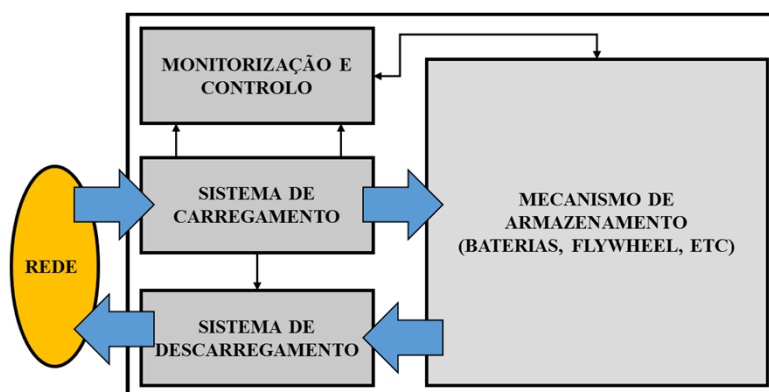 MONITORIZAÇÃO E
CONTROLO
SISTEMA DE
CARREGAMENTO
MECANISMO DE
ARMAZENAMENTO
(BATERIAS, FLYWHEEL, ETC)
REDE
SISTEMA DE
DESCARREGAMENTO